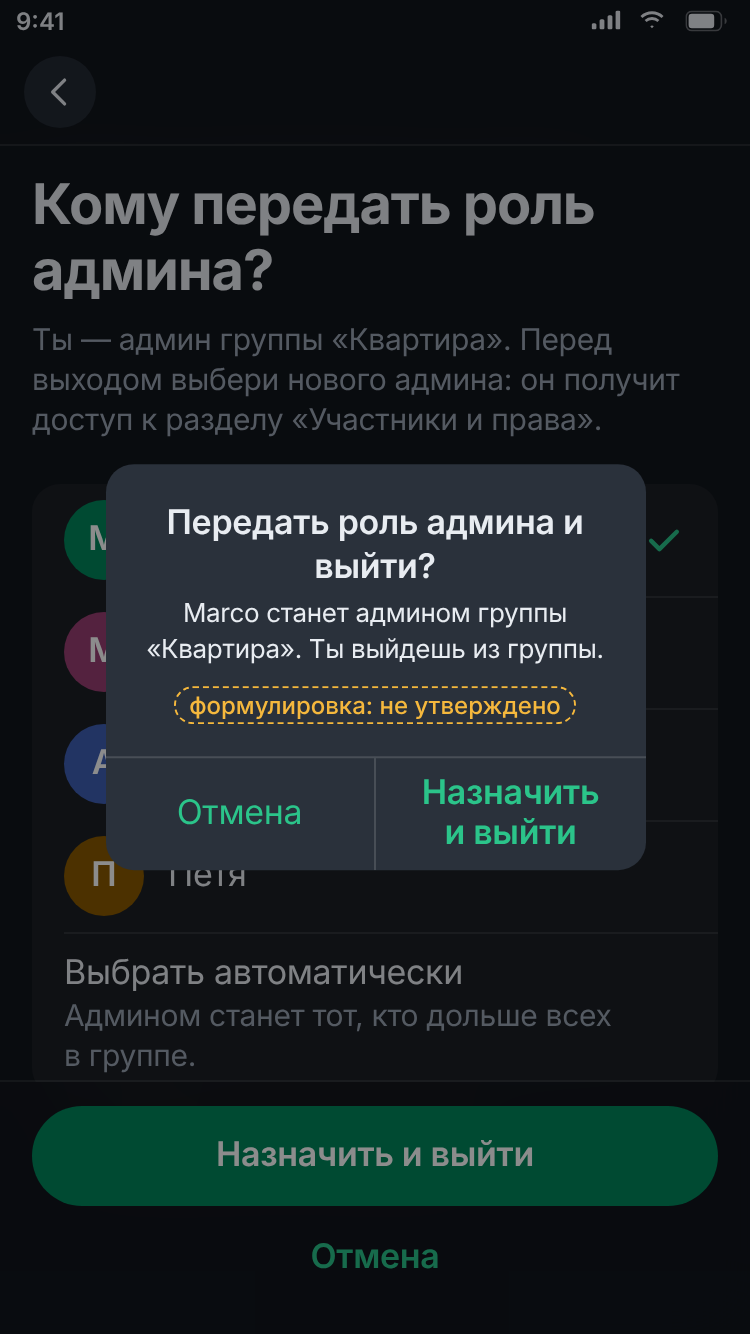 9:41
Кому передать роль
админа?
Ты — админ группы «Квартира». Перед
выходом выбери нового админа: он получит
доступ к разделу «Участники и права».
M
Передать роль админа и
выйти?
Marco станет админом группы
«Квартира». Ты выйдешь из группы.
M
формулировка: не утверждено
А
Отмена
Назначить
и выйти
П
Петя
Выбрать автоматически
Админом станет тот, кто дольше всех
в группе.
Назначить и выйти
Отмена